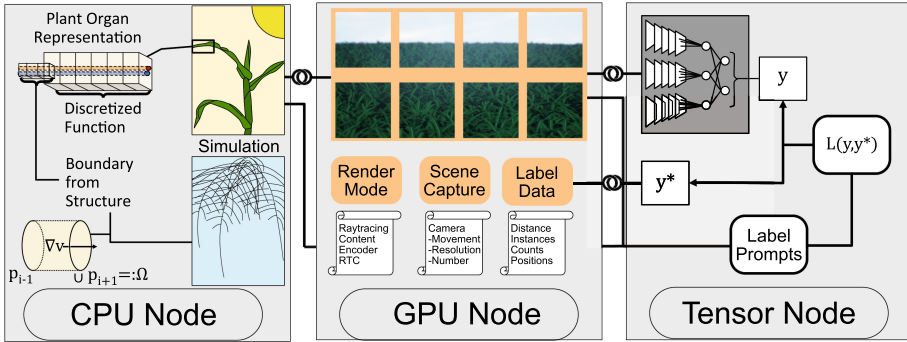 Plant Organ
Representation
Discretized
Function
Simulation
Boundary
from
Structure
∇v
p_{i-1}
∪ p_{i+1}=:Ω
CPU Node
Render
Mode
Scene
Capture
Label
Data
Raytracing
Content
Encoder
RTC
Camera
-Movement
-Resolution
-Number
Distance
Instances
Counts
Positions
GPU Node
y
L(y,y*)
y*
Label
Prompts
Tensor Node